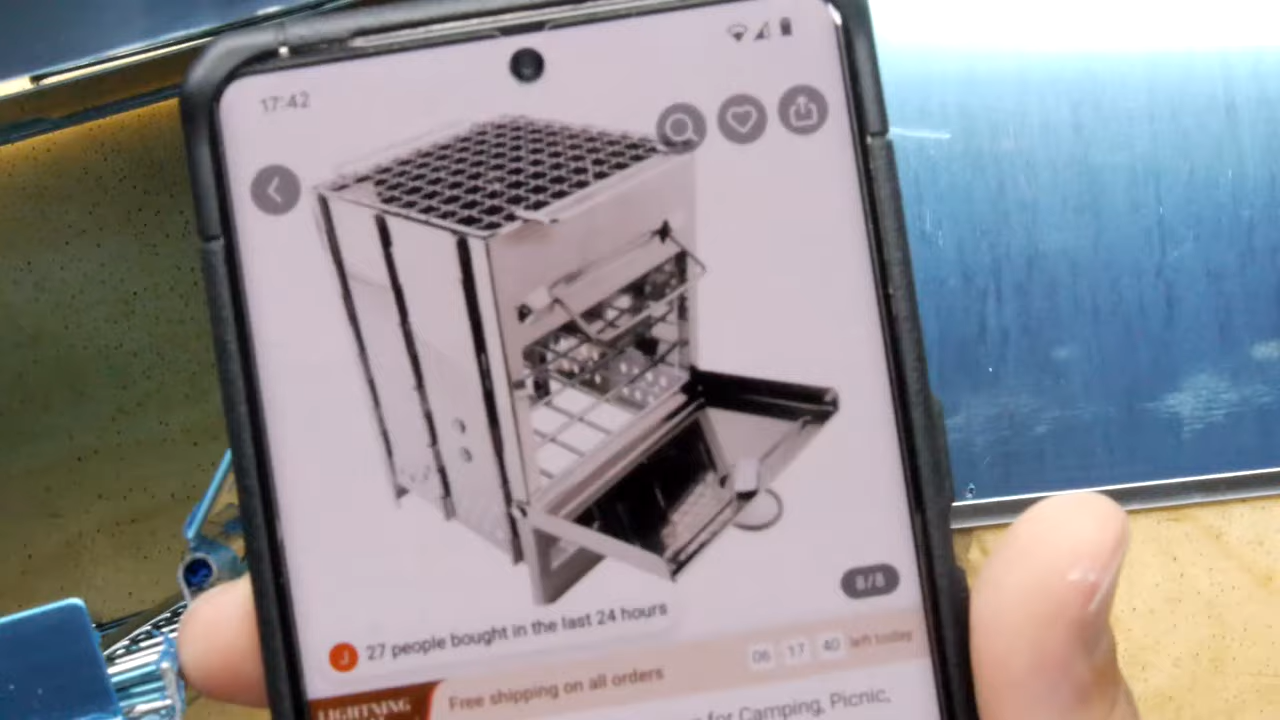 17:42
8/8
J 27 people bought in the last 24 hours
LIGHTNING
Free shipping on all orders 06 17 40 left today
for Camping, Picnic,